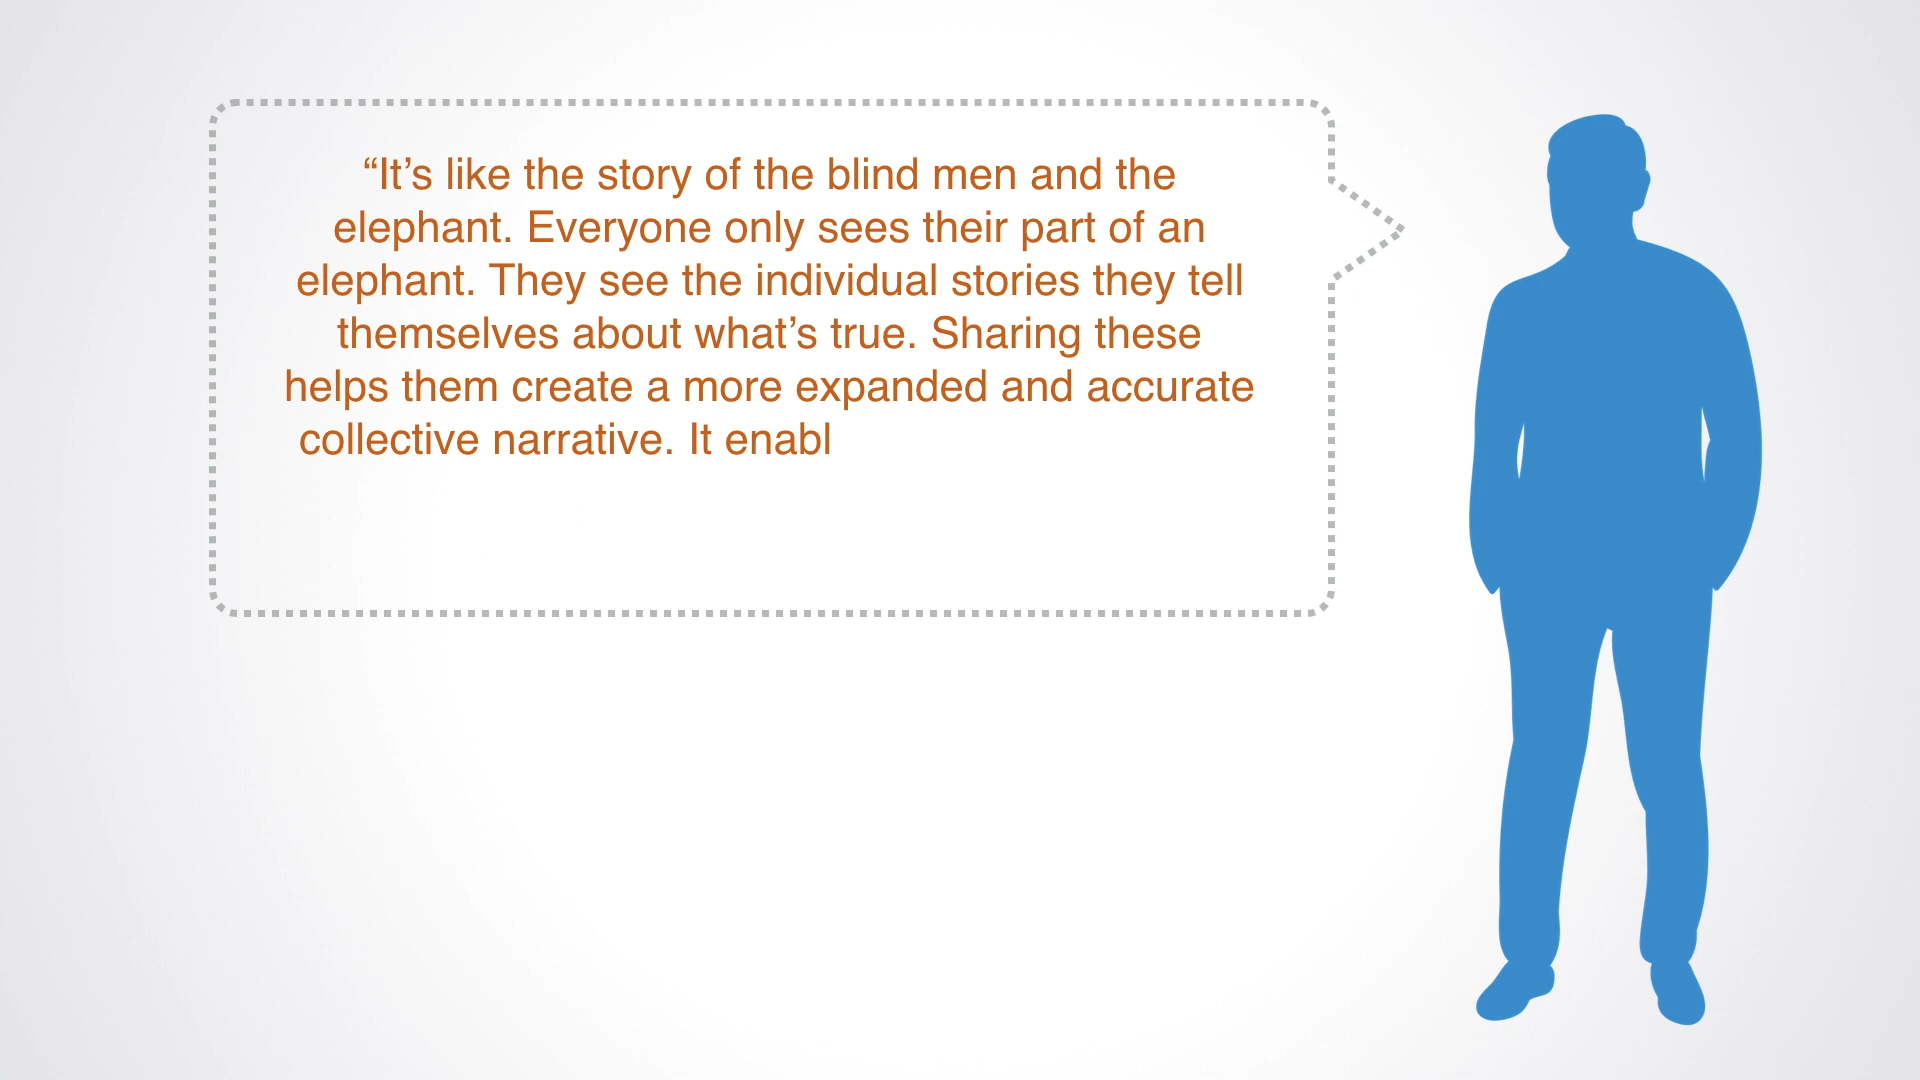 “It’s like the story of the blind men and the
elephant. Everyone only sees their part of an
elephant. They see the individual stories they tell
themselves about what’s true. Sharing these
helps them create a more expanded and accurate
collective narrative. It enabl